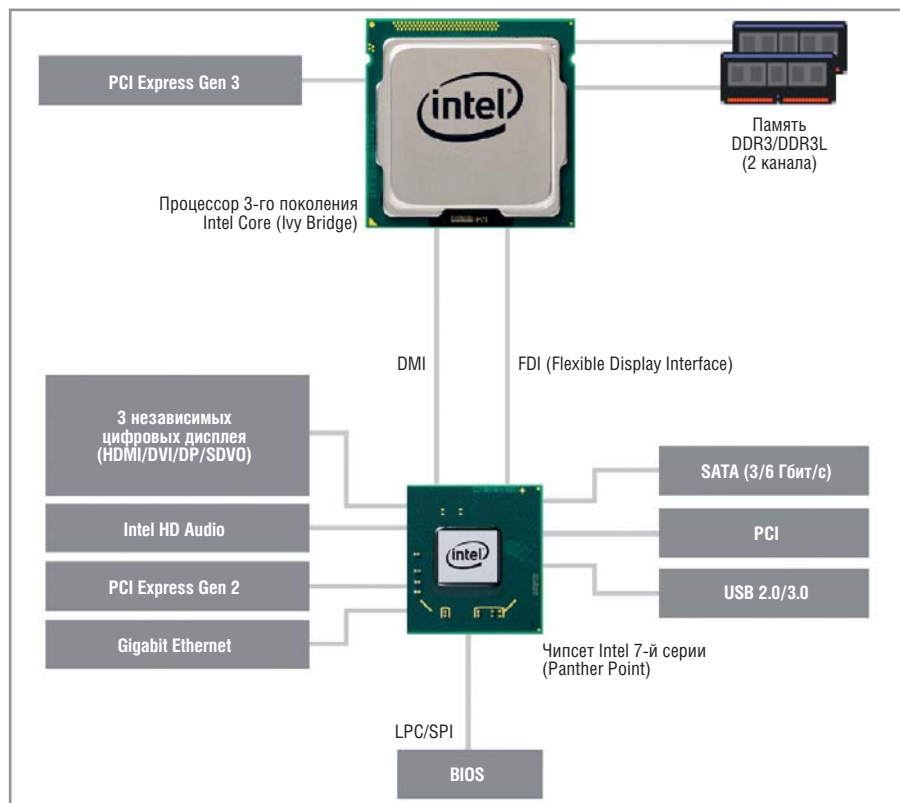 PCI Express Gen 3
intel
Память
DDR3/DDR3L
(2 канала)
Процессор 3-го поколения
Intel Core (Ivy Bridge)
DMI
FDI (Flexible Display Interface)
3 независимых
цифровых дисплея
(HDMI/DVI/DP/SDVO)
Intel HD Audio
PCI Express Gen 2
Gigabit Ethernet
intel
SATA (3/6 Гбит/с)
PCI
USB 2.0/3.0
Чипсет Intel 7-й серии
(Panther Point)
LPC/SPI
BIOS